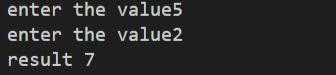 enter the value5
enter the value2
result 7